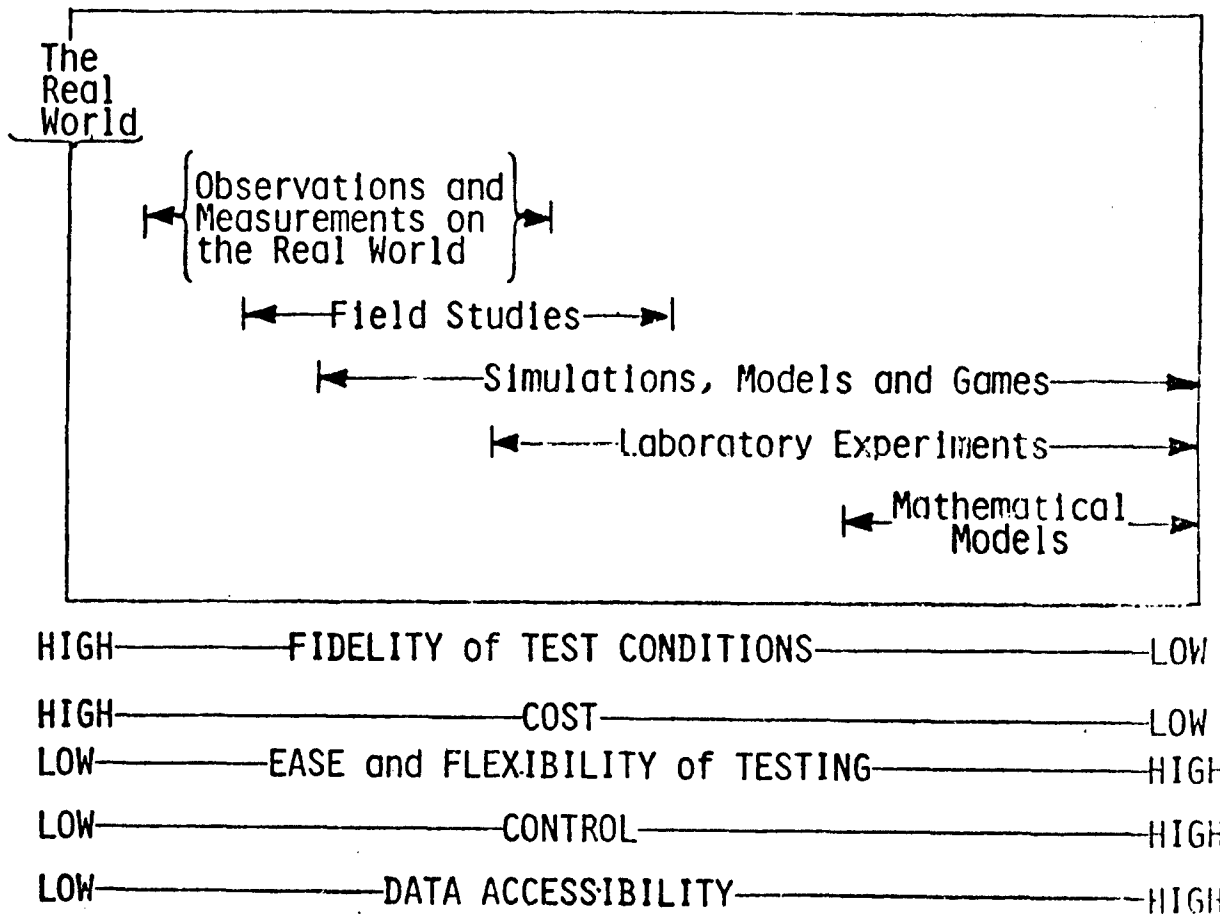 The
Real
World
Observations and
Measurements on
the Real World
Field Studies
Simulations, Models and Games
Laboratory Experiments
Mathematical
Models
HIGH FIDELITY of TEST CONDITIONS LOW
HIGH COST LOW
LOW EASE and FLEXIBILITY of TESTING HIGH
LOW CONTROL HIGH
LOW DATA ACCESSIBILITY HIGH